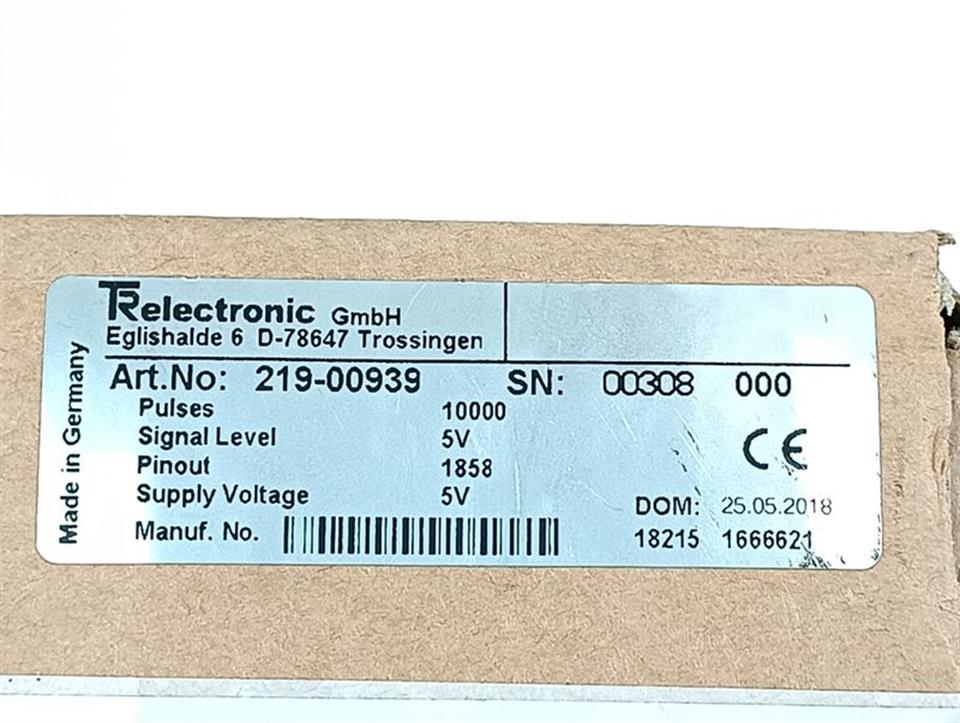 TRelectronic GmbH
Eglishalde 6 D-78647 Trossingen
Art.No: 219-00939 SN: 00308 000
Pulses 10000
Signal Level 5V
Pinout 1858
Supply Voltage 5V
DOM: 25.05.2018
Manuf. No. 18215 1666621
Made in Germany
CE